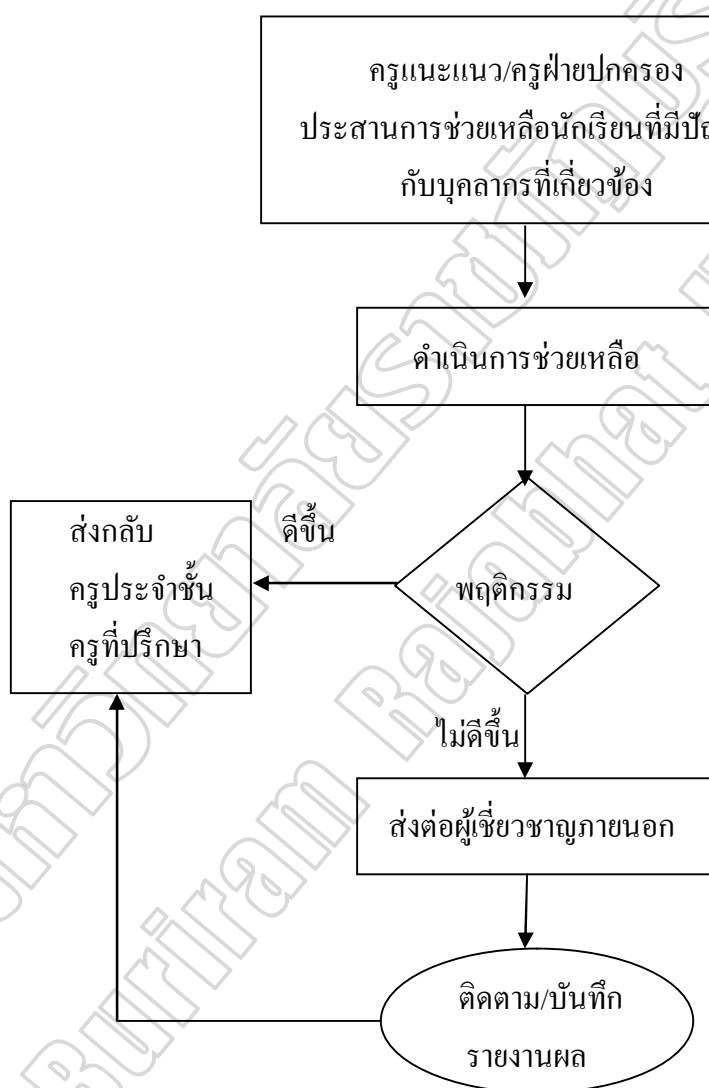 ครูแนะแนว/ครูฝ่ายปกครอง
ประสานการช่วยเหลือนักเรียนที่มี
กับบุคลากรที่เกี่ยวข้อง
ดำเนินการช่วยเหลือ
ส่งกลับ
ครูประจำชั้น
ครูที่ปรึกษา
ดีขึ้น
พฤติกรรม
ไม่ดีขึ้น
ส่งต่อผู้เชี่ยวชาญภายนอก
ติดตาม/บันทึก
รายงานผล
Buriram Rajabhat